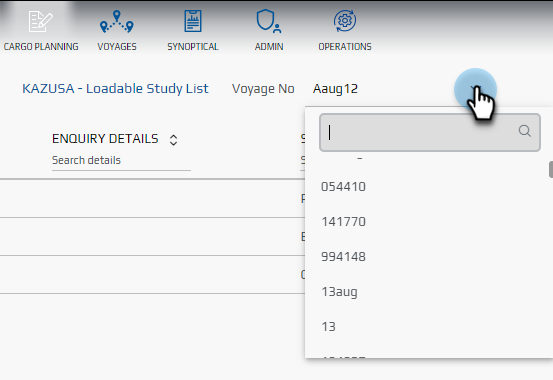 CARGO PLANNING VOYAGES SYNOPTICAL ADMIN OPERATIONS
KAZUSA - Loadable Study List Voyage No Aaug12
ENQUIRY DETAILS
Search details
054410
141770
994148
13aug
13